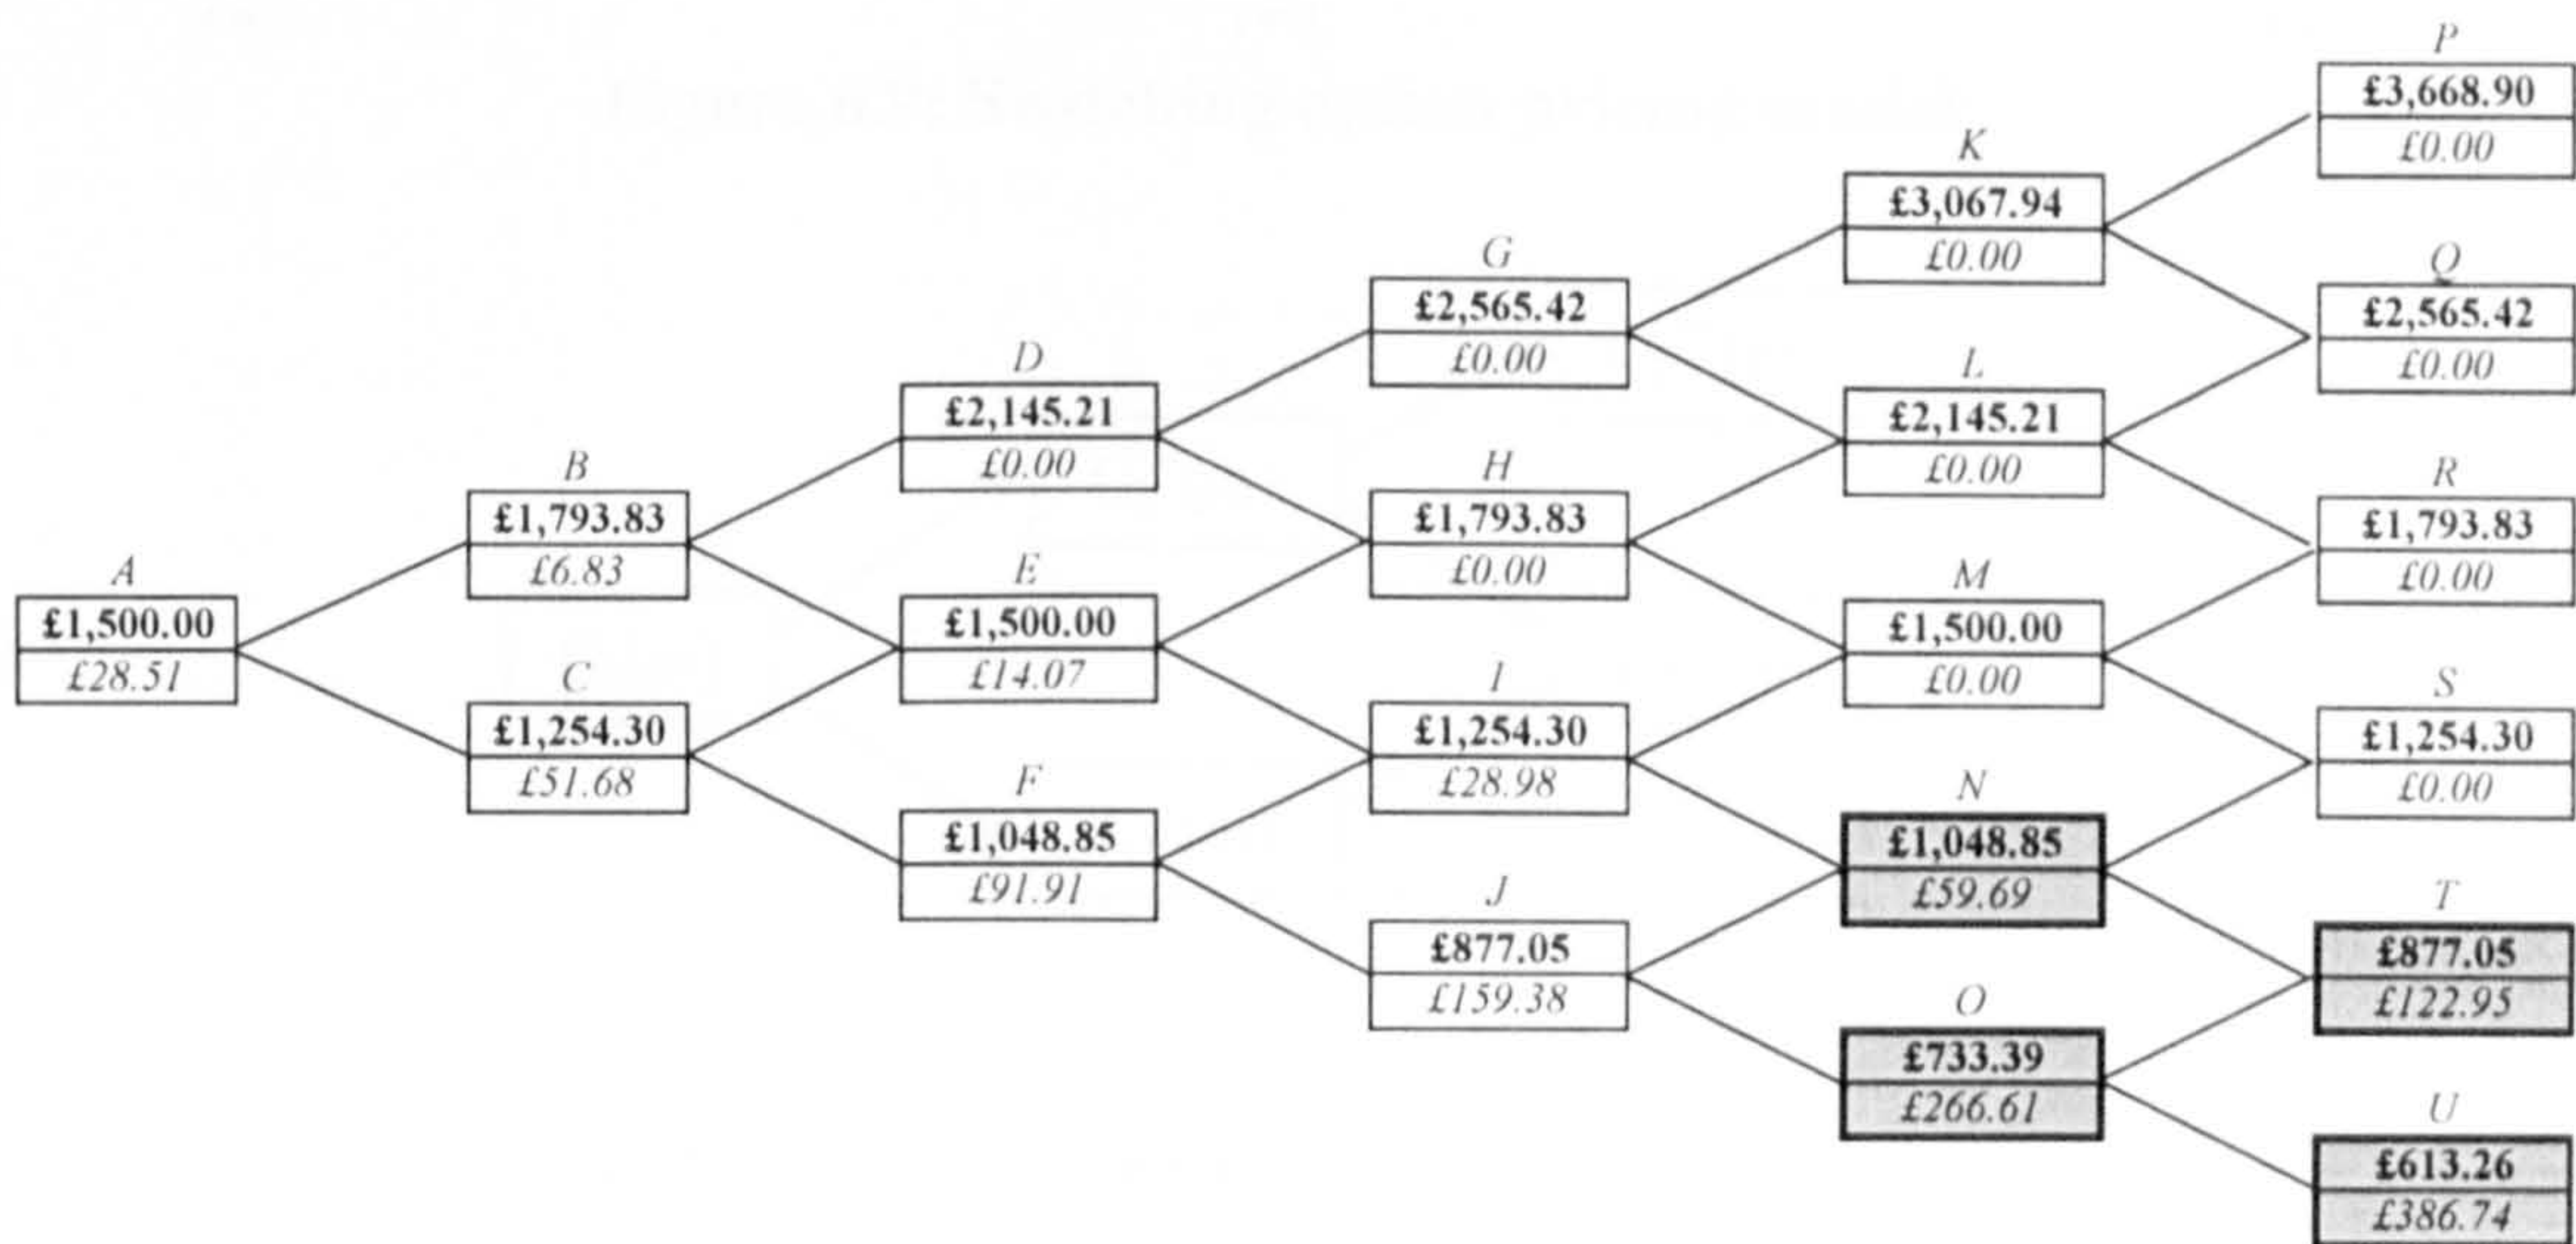 A
£1,500.00
£28.51
B
£1,793.83
£6.83
C
£1,254.30
£51.68
D
£2,145.21
£0.00
E
£1,500.00
£14.07
F
£1,048.85
£91.91
G
£2,565.42
£0.00
H
£1,793.83
£0.00
I
£1,254.30
£28.98
J
£877.05
£159.38
K
£3,067.94
£0.00
L
£2,145.21
£0.00
M
£1,500.00
£0.00
N
£1,048.85
£59.69
O
£733.39
£266.61
P
£3,668.90
£0.00
Q
£2,565.42
£0.00
R
£1,793.83
£0.00
S
£1,254.30
£0.00
T
£877.05
£122.95
U
£613.26
£386.74